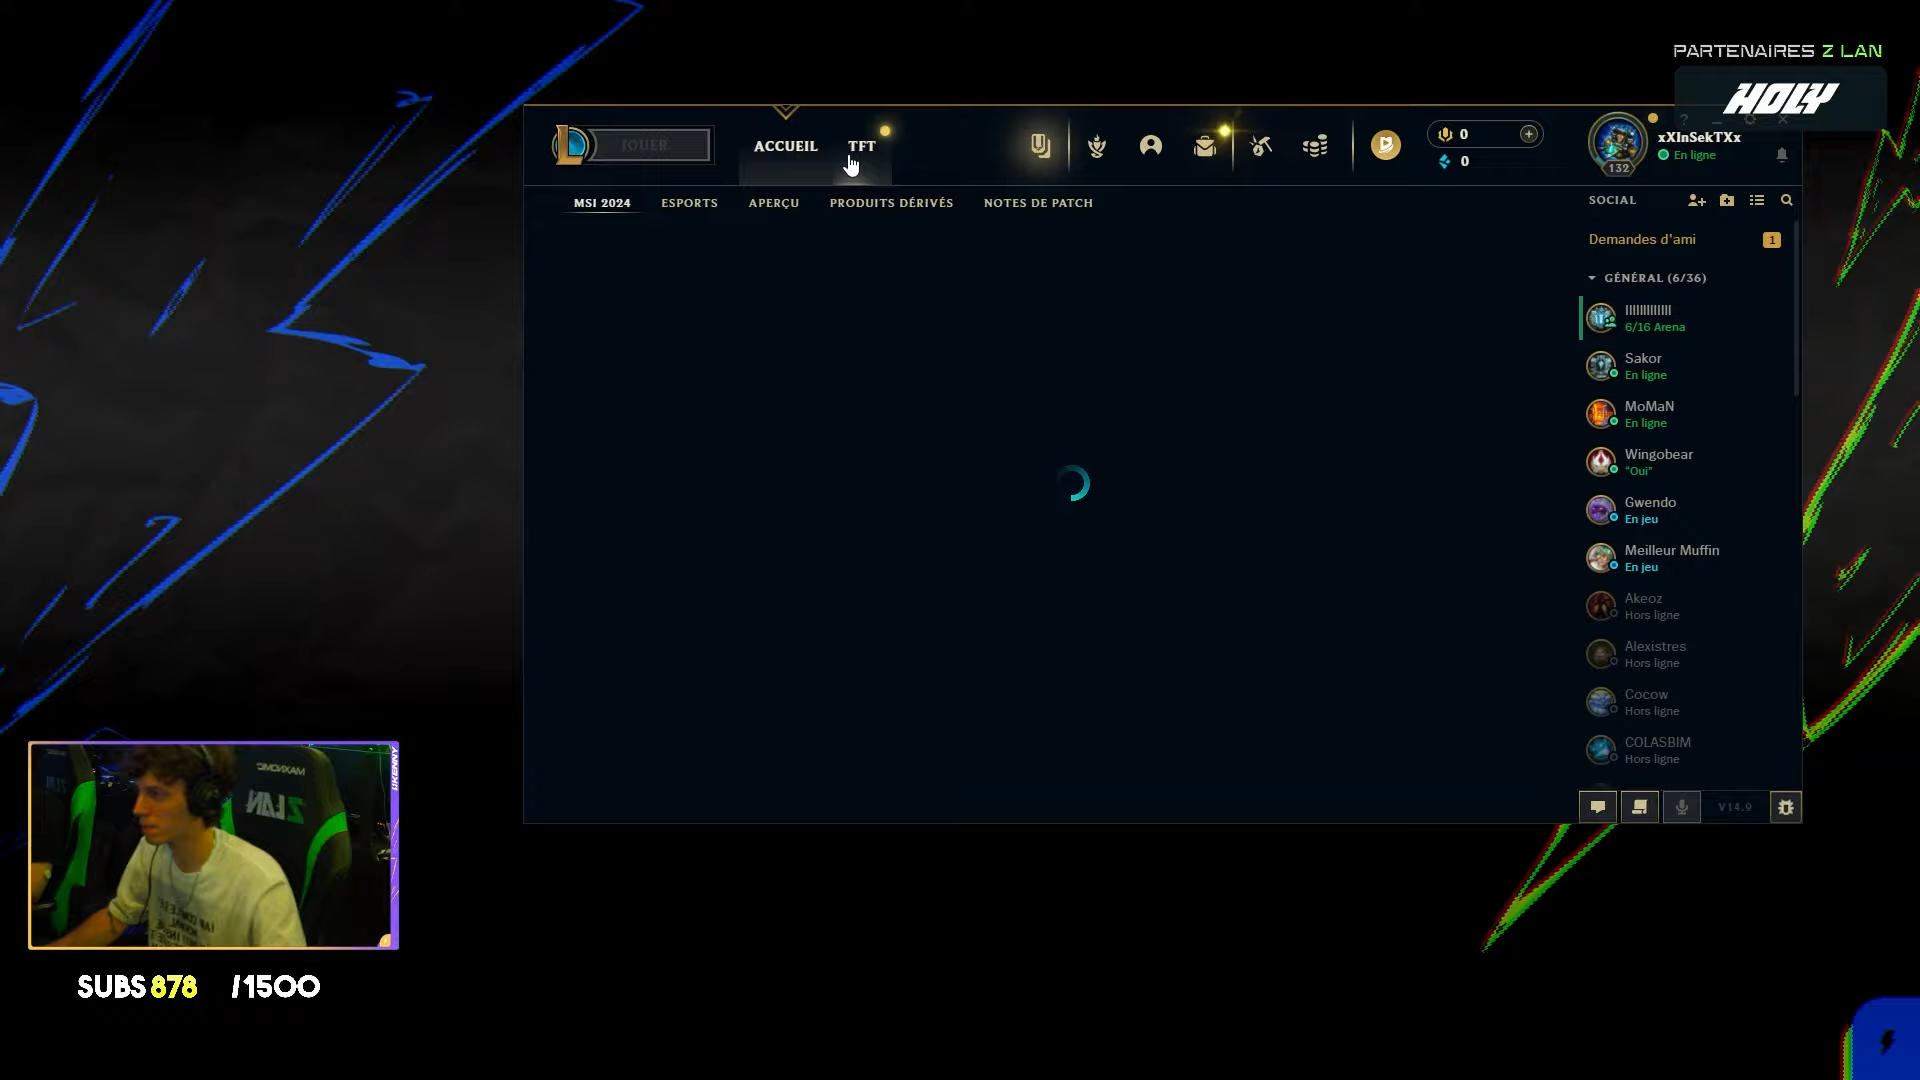 PARTENAIRES Z LAN
HOLY
JOUER
ACCUEIL
TFT
0
0
132
xXInSekTXx
En ligne
MSI 2024
ESPORTS
APERÇU
PRODUITS DÉRIVÉS
NOTES DE PATCH
SOCIAL
Demandes d'ami
1
GÉNÉRAL (6/36)
6/16 Arena
Sakor
En ligne
MoMaN
En ligne
Wingobear
"Oui"
Gwendo
En jeu
Meilleur Muffin
En jeu
Akeoz
Hors ligne
Alexistres
Hors ligne
Cocow
Hors ligne
COLASBIM
Hors ligne
V14.9
MAXNOMIC
Z LAN
SUBS 878 /1500